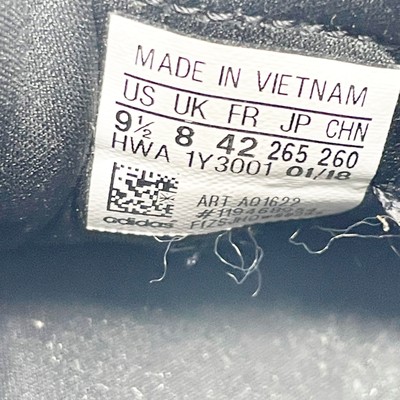 MADE IN VIETNAM
US UK FR JP CHN
9½ 8 42 265 260
HWA 1Y3001 01/18
ART AQ1622
adidas